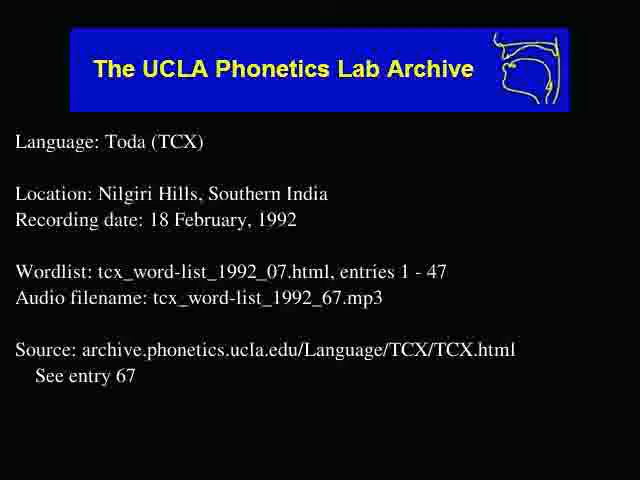 The UCLA Phonetics Lab Archive
Language: Toda (TCX)
Location: Nilgiri Hills, Southern India
Recording date: 18 February, 1992
Wordlist: tcx_word-list_1992_07.html, entries 1 - 47
Audio filename: tcx_word-list_1992_67.mp3
Source: archive.phonetics.ucla.edu/Language/TCX/TCX.html
See entry 67